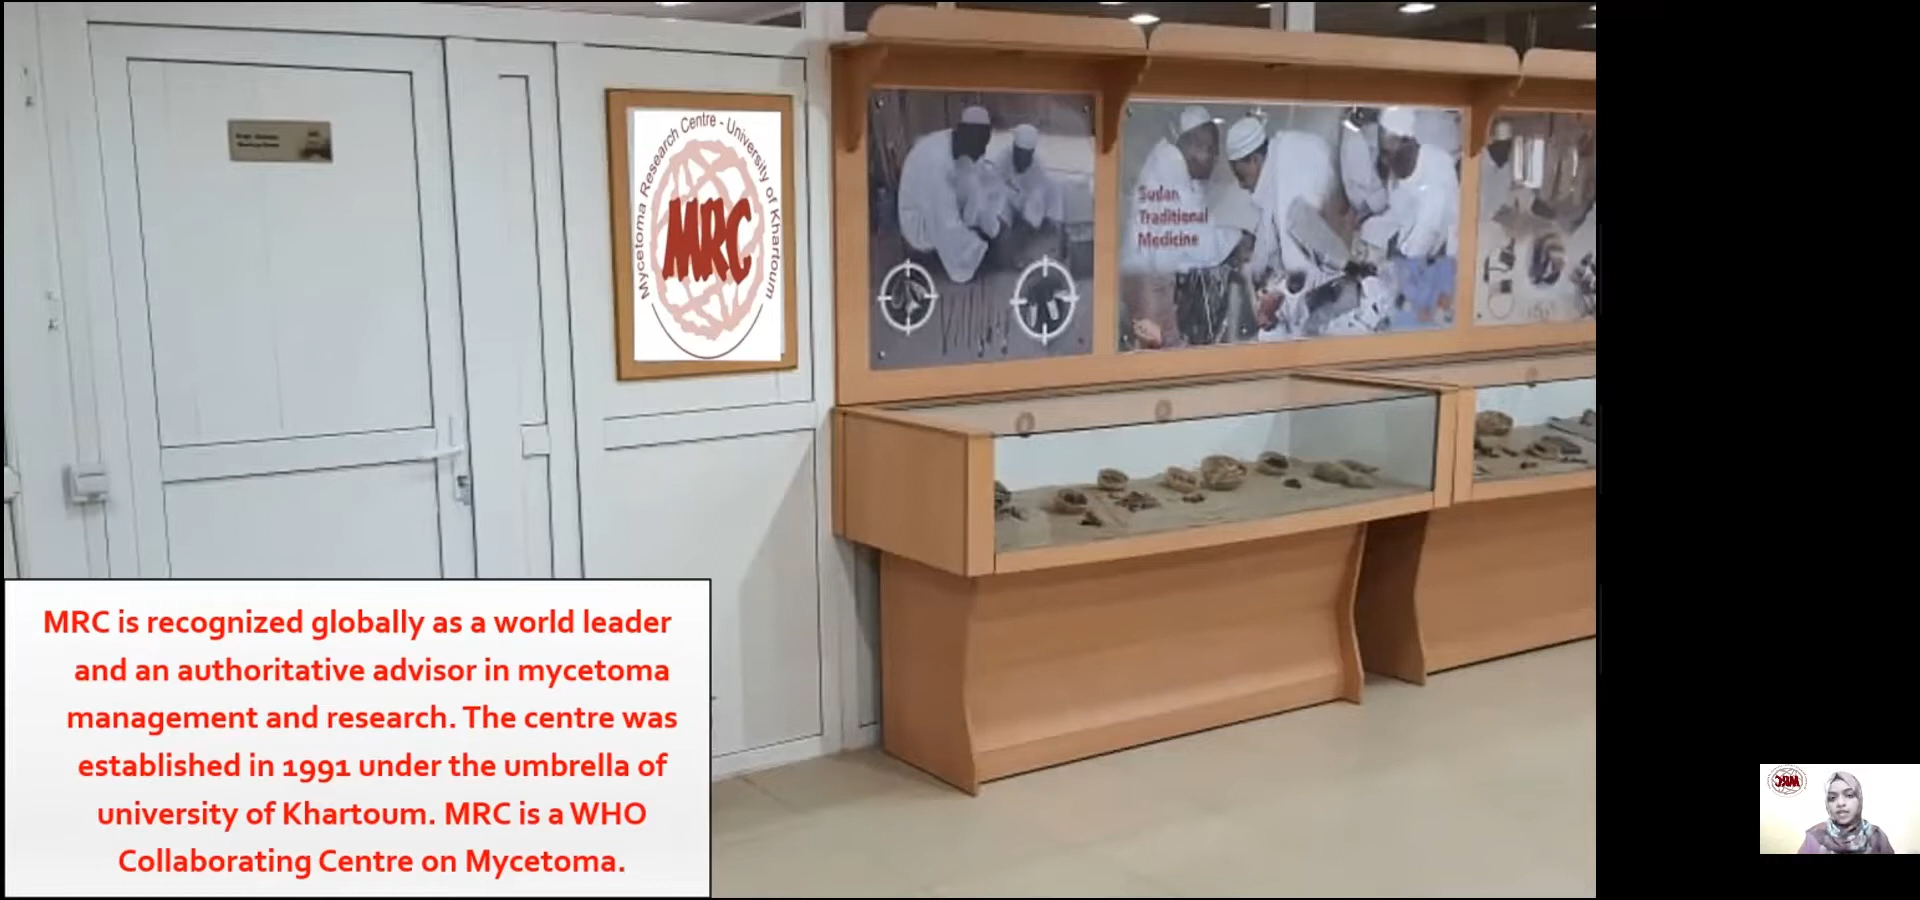 Mycetoma Research Centre - University of Khartoum
MRC
Sudan
Traditional
Medicine
MRC is recognized globally as a world leader
and an authoritative advisor in mycetoma
management and research. The centre was
established in 1991 under the umbrella of
university of Khartoum. MRC is a WHO
Collaborating Centre on Mycetoma.
MRC